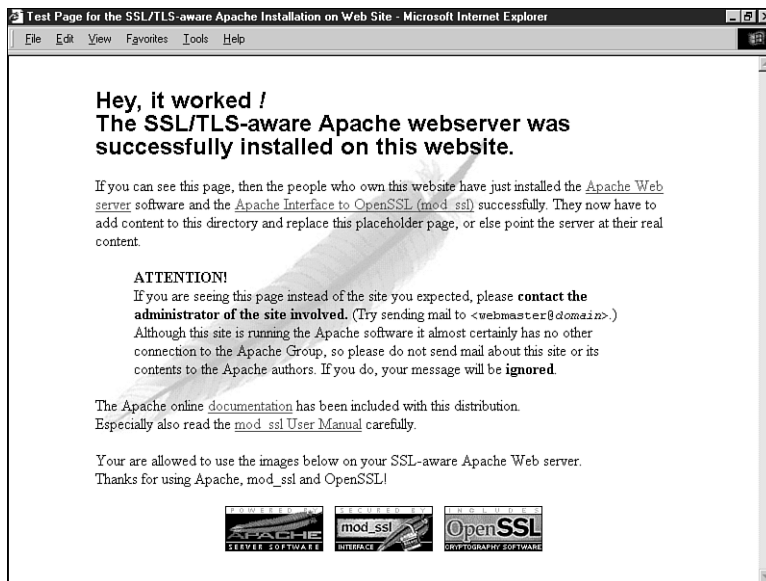 Test Page for the SSL/TLS-aware Apache Installation on Web Site - Microsoft Internet Explorer
File Edit View Favorites Tools Help
Hey, it worked !
The SSL/TLS-aware Apache webserver was
successfully installed on this website.
If you can see this page, then the people who own this website have just installed the Apache Web
server software and the Apache Interface to OpenSSL (mod_ssl) successfully. They now have to
add content to this directory and replace this placeholder page, or else point the server at their real
content.
ATTENTION!
If you are seeing this page instead of the site you expected, please contact the
administrator of the site involved. (Try sending mail to <webmaster@domain>.)
Although this site is running the Apache software it almost certainly has no other
connection to the Apache Group, so please do not send mail about this site or its
contents to the Apache authors. If you do, your message will be ignored.
The Apache online documentation has been included with this distribution.
Especially also read the mod_ssl User Manual carefully.
Your are allowed to use the images below on your SSL-aware Apache Web server.
Thanks for using Apache, mod_ssl and OpenSSL!
POWERED BY
APACHE
SERVER SOFTWARE
SECURED BY
mod_ssl
INTERFACE
INCLUDES
OpenSSL
CRYPTOGRAPHY SOFTWARE